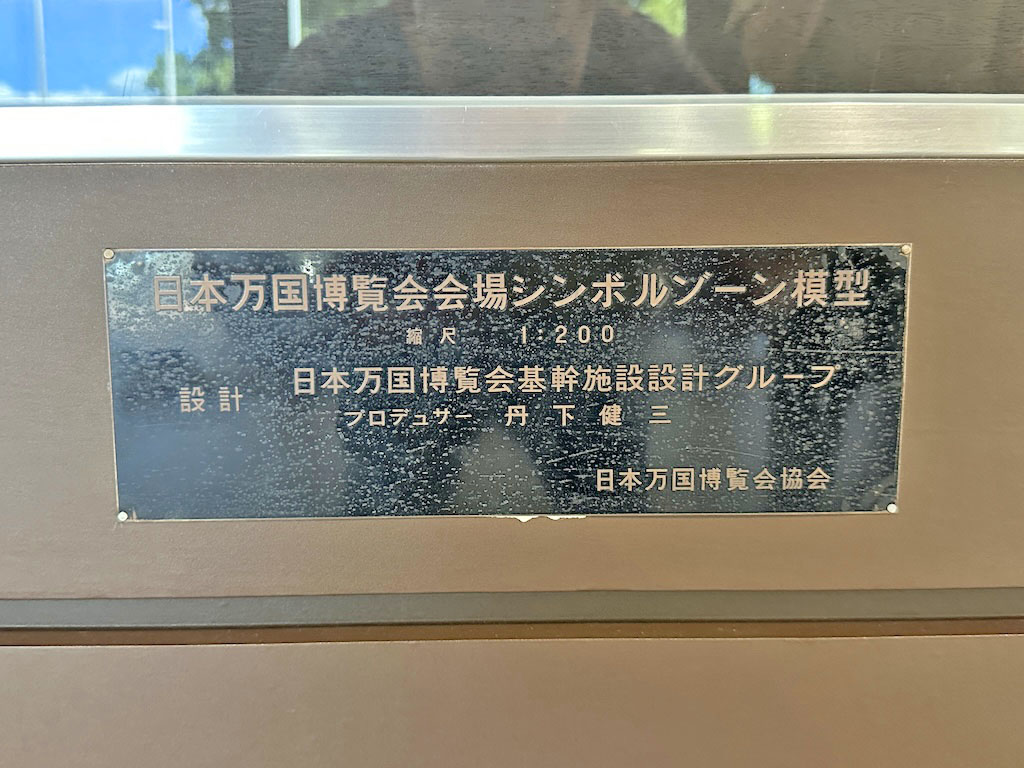 日本万国博覧会会場シンボルゾーン模型
縮尺 1:200
設計 日本万国博覧会基幹施設設計グループ
プロデュサー 丹下健三
日本万国博覧会協会